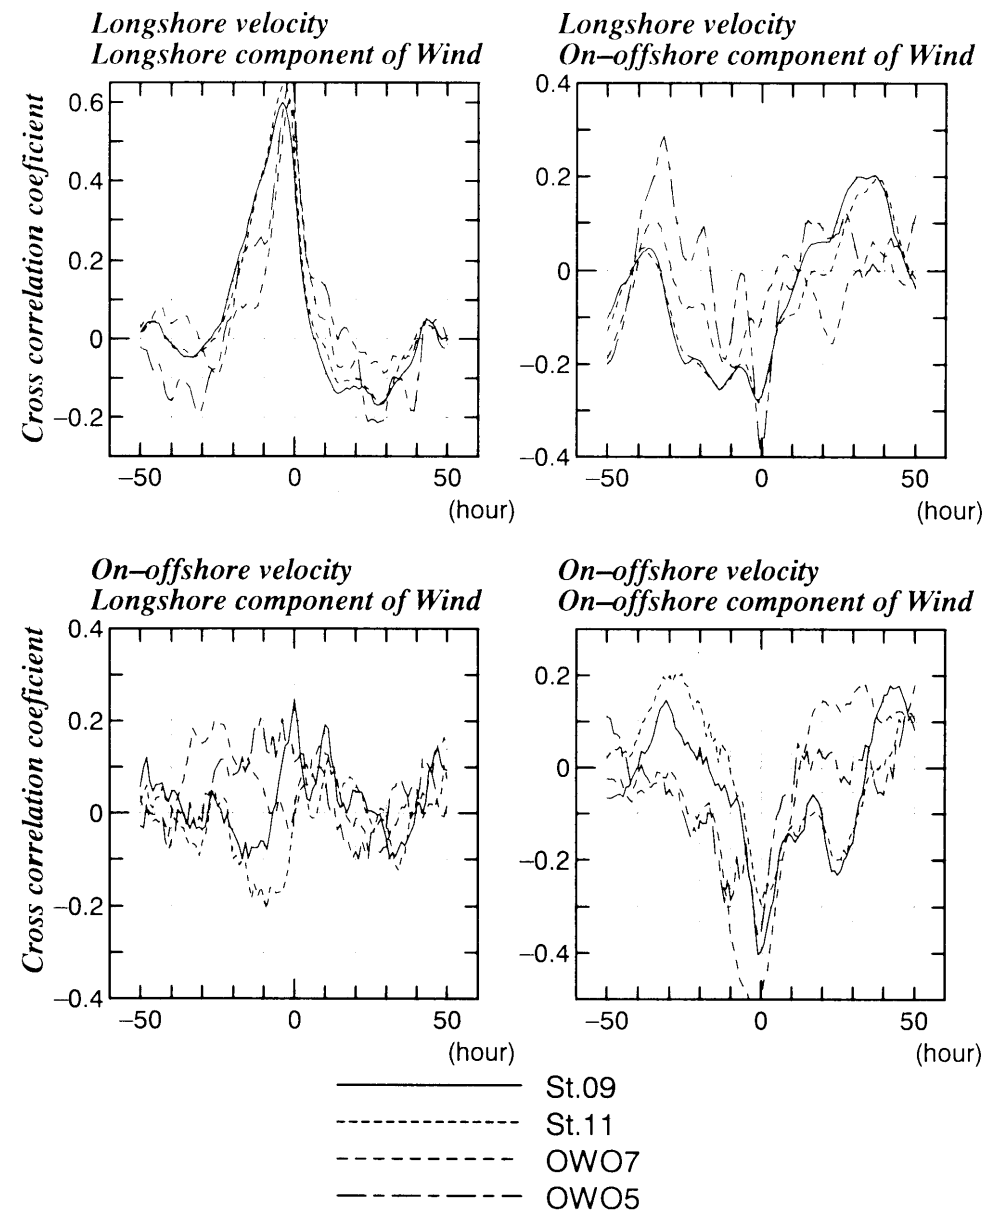 Longshore velocity
Longshore component of Wind
Longshore velocity
On–offshore component of Wind
Cross correlation coeficient
0.6
0.4
0.2
0
−0.2
−50
0
50
(hour)
0.4
0.2
0
−0.2
−0.4
−50
0
50
(hour)
On–offshore velocity
Longshore component of Wind
On–offshore velocity
On–offshore component of Wind
Cross correlation coeficient
0.4
0.2
0
−0.2
−0.4
−50
0
50
(hour)
0.2
0
−0.2
−0.4
−50
0
50
(hour)
St.09
St.11
OWO7
OWO5